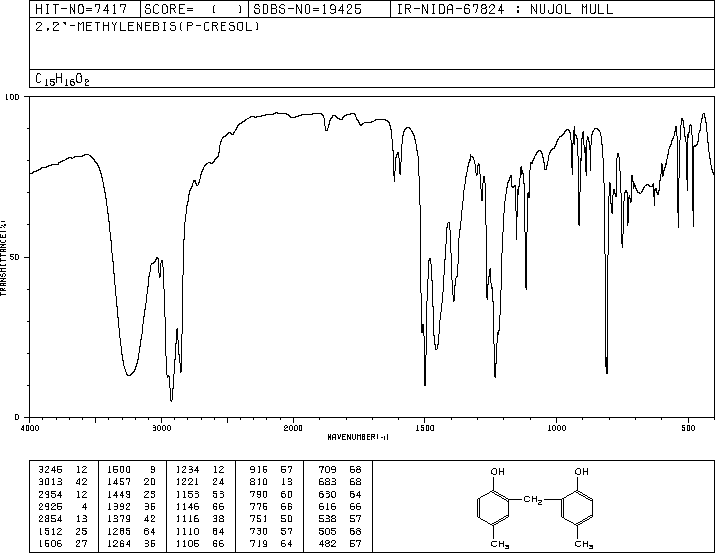 HIT-NO=7417 SCORE= ( ) SDBS-NO=19425 IR-NIDA-67824 : NUJOL MULL
2,2'-METHYLENEBIS(P-CRESOL)
C15H16O2
100
50
0
TRANSMITTANCE(%)
4000 3000 2000 1500 1000 500
WAVENUMBER(-1)
3245 12 1600 9 1234 12 916 57 709 68
3013 42 1457 20 1221 24 810 13 683 68
2954 12 1449 25 1153 53 790 60 630 64
2925 4 1392 35 1146 66 776 66 616 66
2854 13 1379 42 1116 38 751 50 538 57
1512 25 1285 64 1110 84 730 57 505 68
1506 27 1264 35 1105 66 719 64 482 57
OH OH
CH2
CH3 CH3